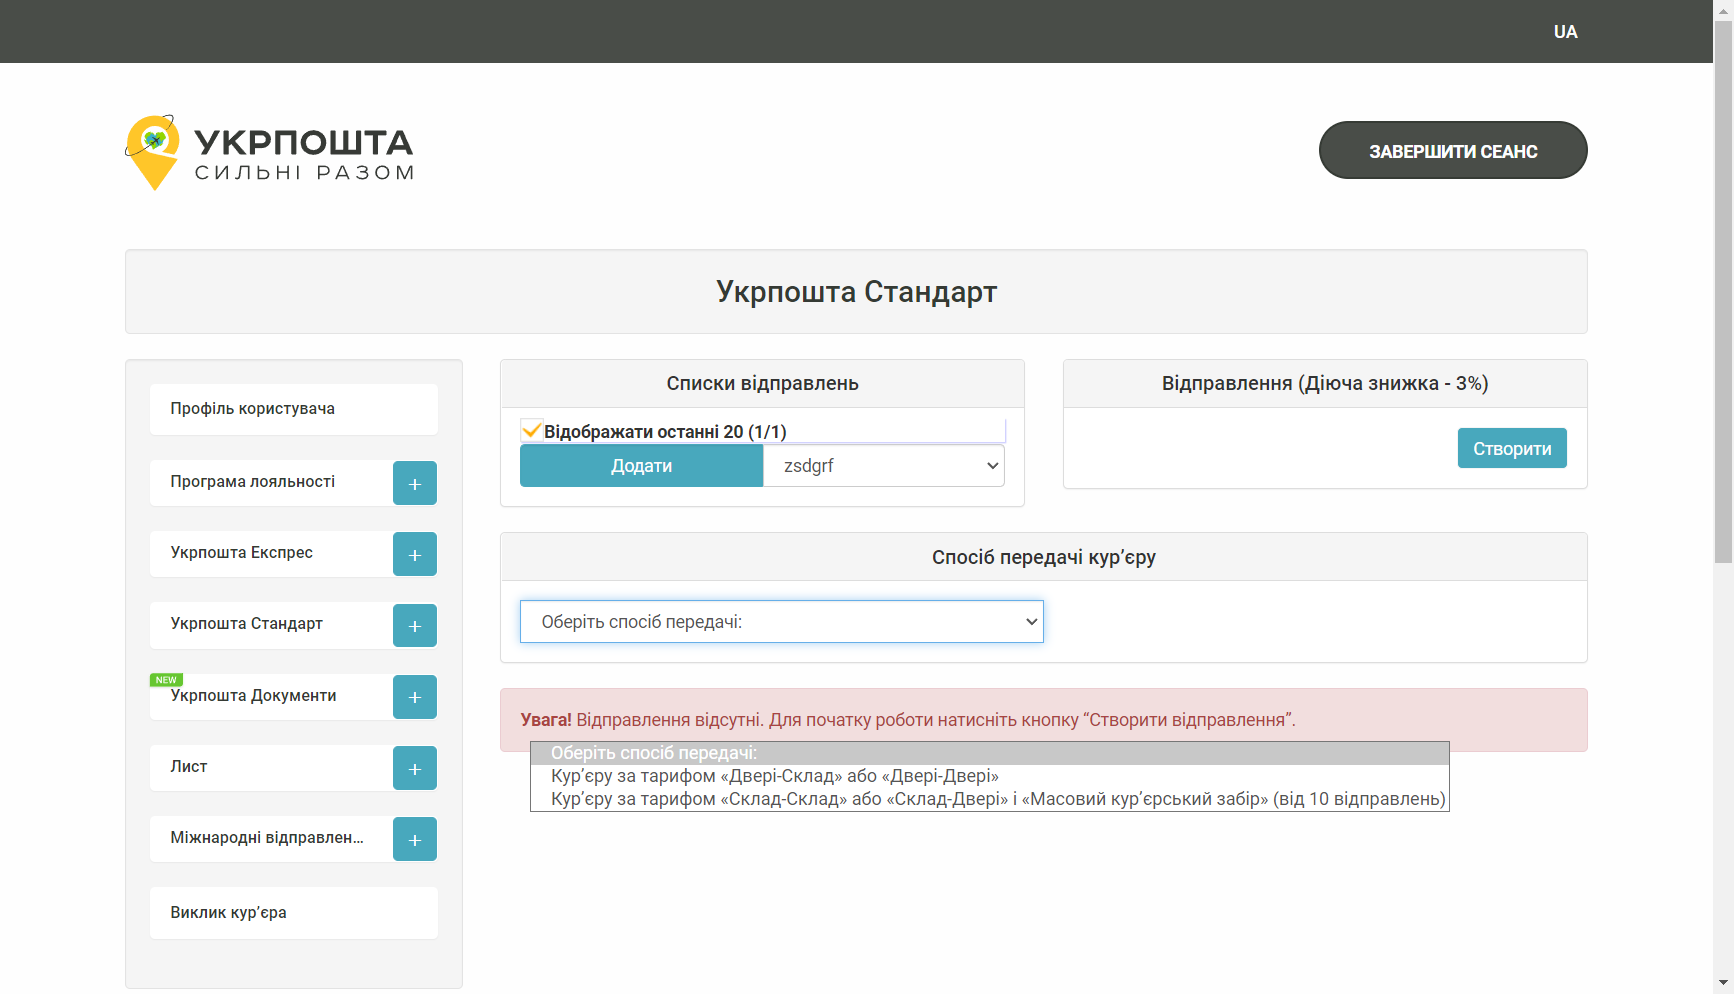 UA
УКРПОШТА
СИЛЬНІ РАЗОМ
ЗАВЕРШИТИ СЕАНС
Укрпошта Стандарт
Профіль користувача
Програма лояльності
+
Укрпошта Експрес
+
Укрпошта Стандарт
+
NEW
Укрпошта Документи
+
Лист
+
Міжнародні відправлен...
+
Виклик кур’єра
Списки відправлень
Відображати останні 20 (1/1)
Додати
zsdgrf
Відправлення (Діюча знижка - 3%)
Створити
Спосіб передачі кур’єру
Оберіть спосіб передачі:
Увага! Відправлення відсутні. Для початку роботи натисніть кнопку “Створити відправлення”.
Оберіть спосіб передачі:
Кур’єру за тарифом «Двері-Склад» або «Двері-Двері»
Кур’єру за тарифом «Склад-Склад» або «Склад-Двері» і «Масовий кур’єрський забір» (від 10 відправлень)